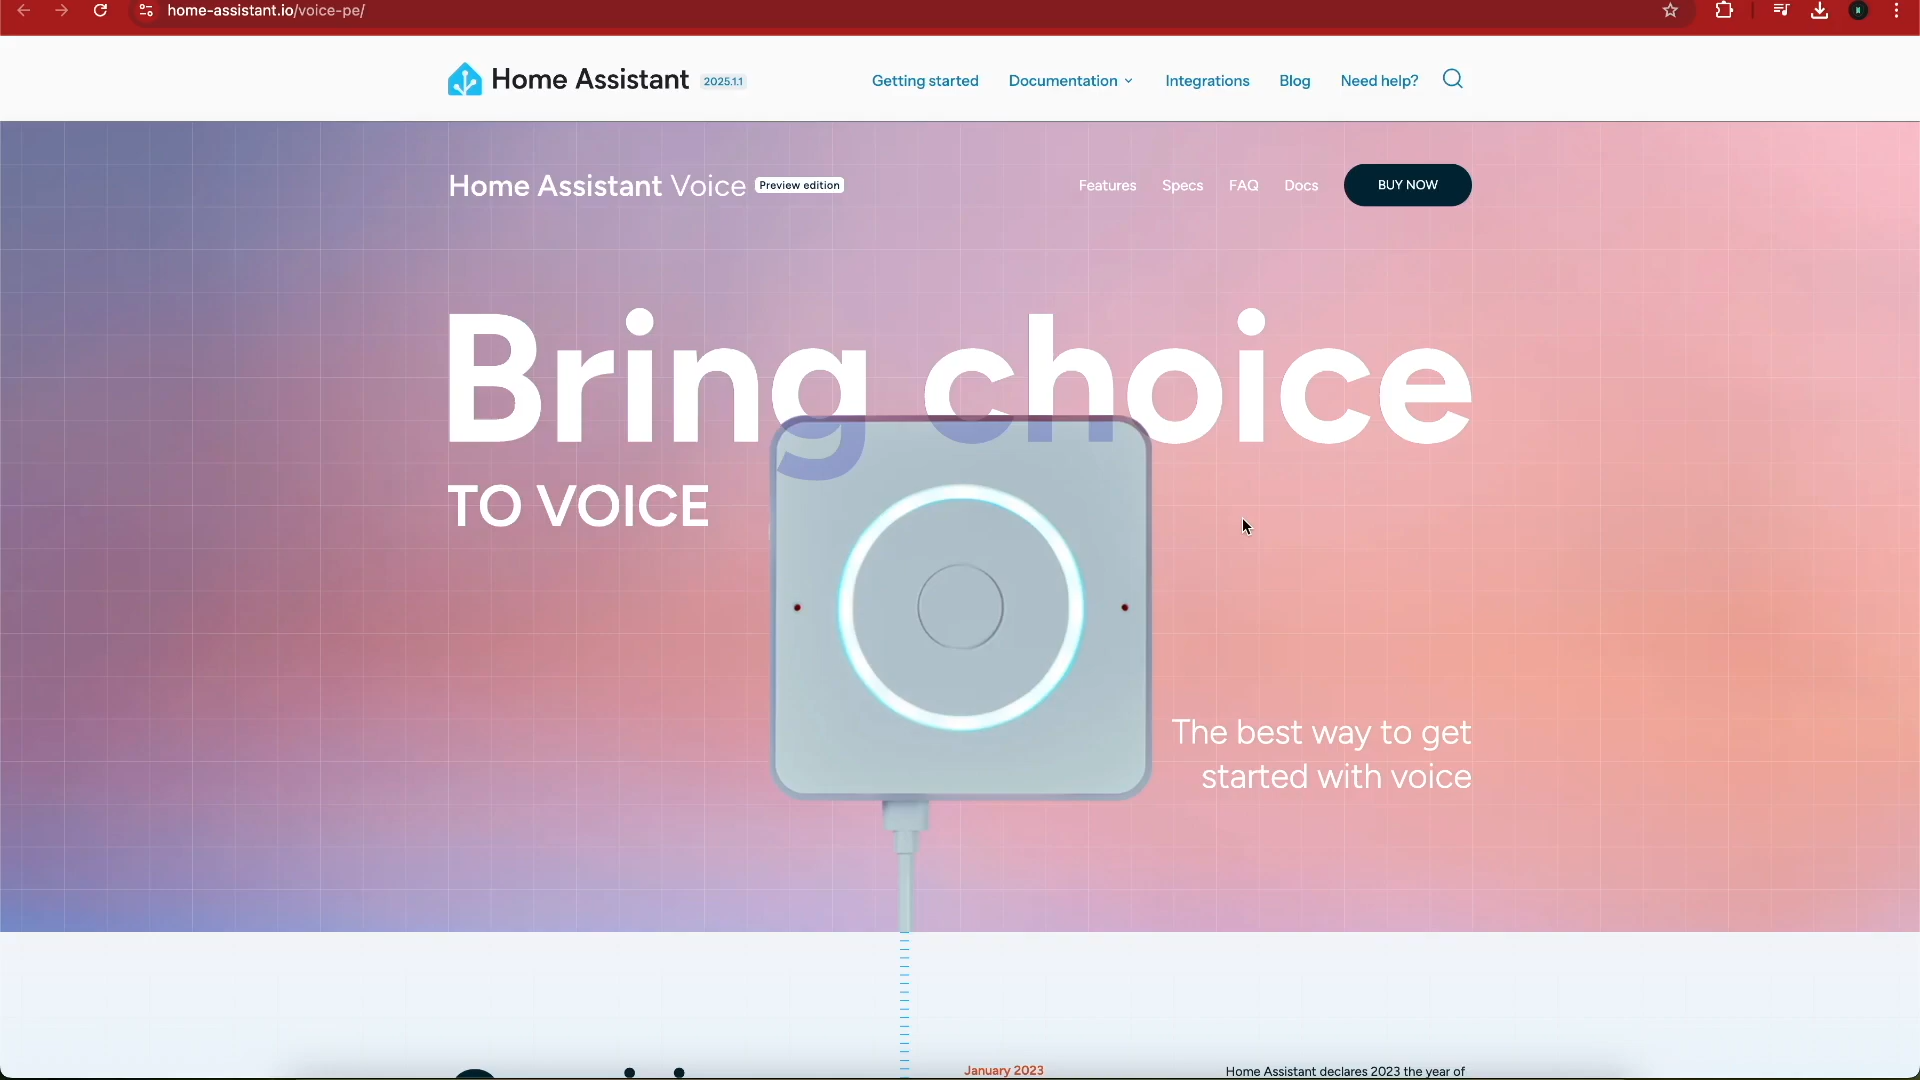 home-assistant.io/voice-pe/
Home Assistant 2025.1.1
Getting started Documentation Integrations Blog Need help?
Home Assistant Voice Preview edition
Features Specs FAQ Docs BUY NOW
Bring choice
TO VOICE
The best way to get
started with voice
January 2023
Home Assistant declares 2023 the year of